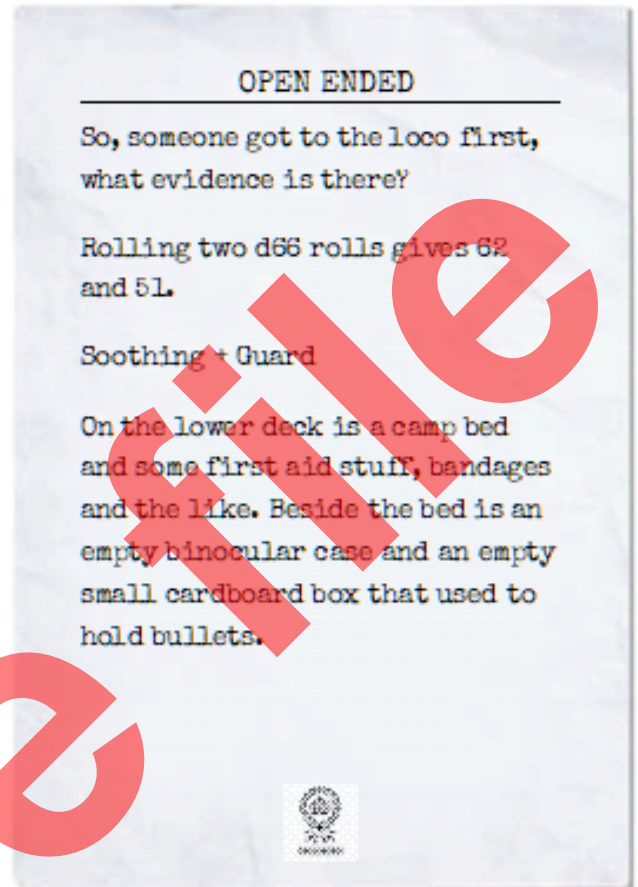 OPEN ENDED
So, someone got to the loco first,
what evidence is there?
Rolling two d66 rolls gives 62
and 51.
Soothing + Guard
On the lower deck is a camp bed
and some first aid stuff, bandages
and the like. Beside the bed is an
empty binocular case and an empty
small cardboard box that used to
hold bullets.
e file